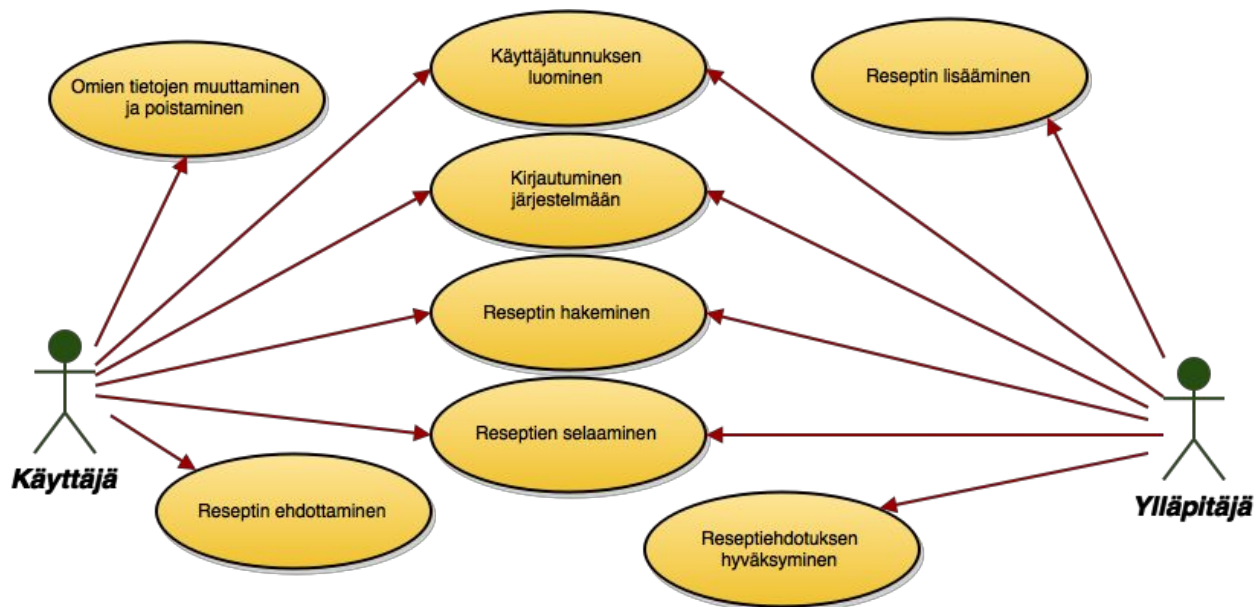 Omien tietojen muuttaminen
ja poistaminen
Käyttäjätunnuksen
luominen
Reseptin lisääminen
Kirjautuminen
järjestelmään
Reseptin hakeminen
Reseptien selaaminen
Käyttäjä
Ylläpitäjä
Reseptin ehdottaminen
Reseptiehdotuksen
hyväksyminen